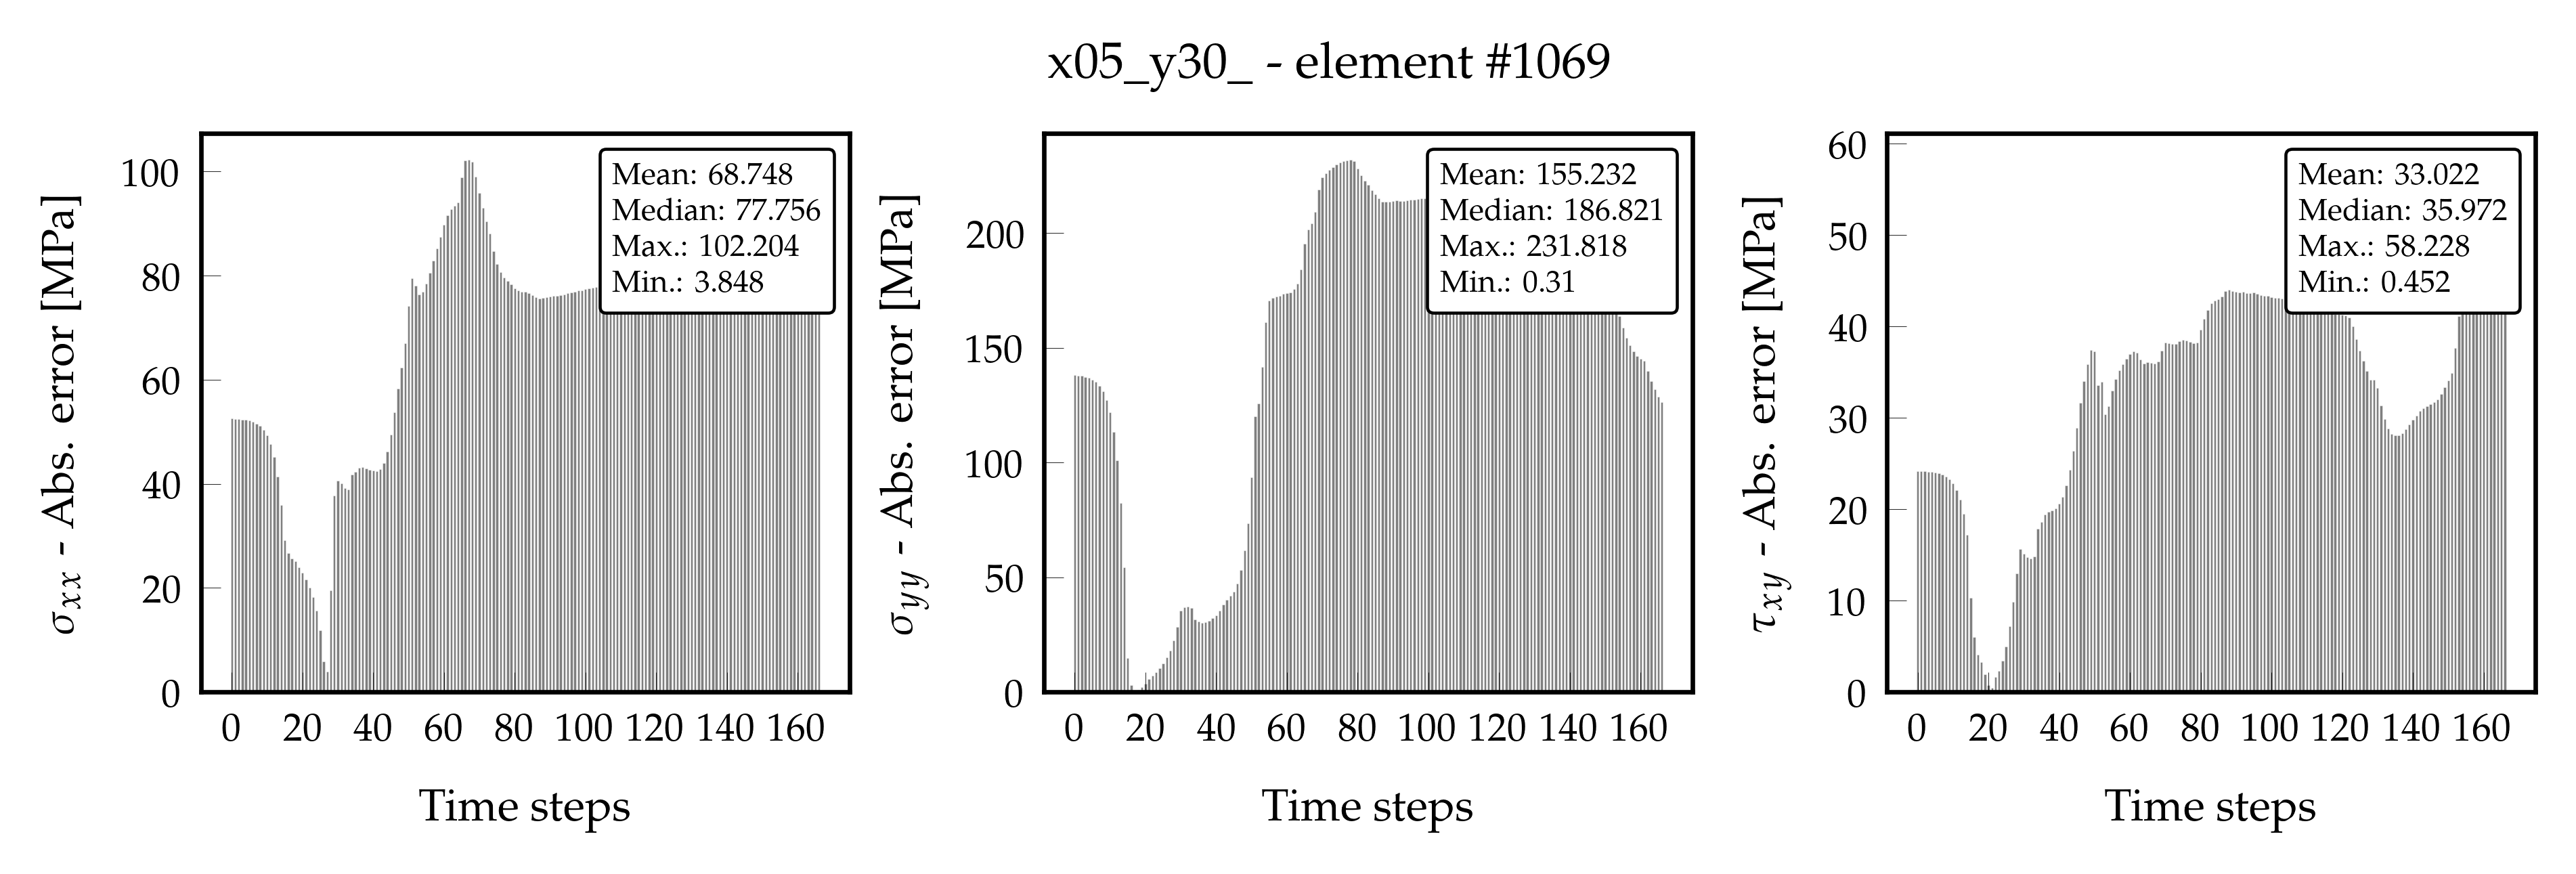 x05_y30_ - element #1069
σxx - Abs. error [MPa]
100
80
60
40
20
0
Mean: 68.748
Median: 77.756
Max.: 102.204
Min.: 3.848
0 20 40 60 80 100 120 140 160
Time steps
σyy - Abs. error [MPa]
200
150
100
50
0
Mean: 155.232
Median: 186.821
Max.: 231.818
Min.: 0.31
0 20 40 60 80 100 120 140 160
Time steps
τxy - Abs. error [MPa]
60
50
40
30
20
10
0
Mean: 33.022
Median: 35.972
Max.: 58.228
Min.: 0.452
0 20 40 60 80 100 120 140 160
Time steps